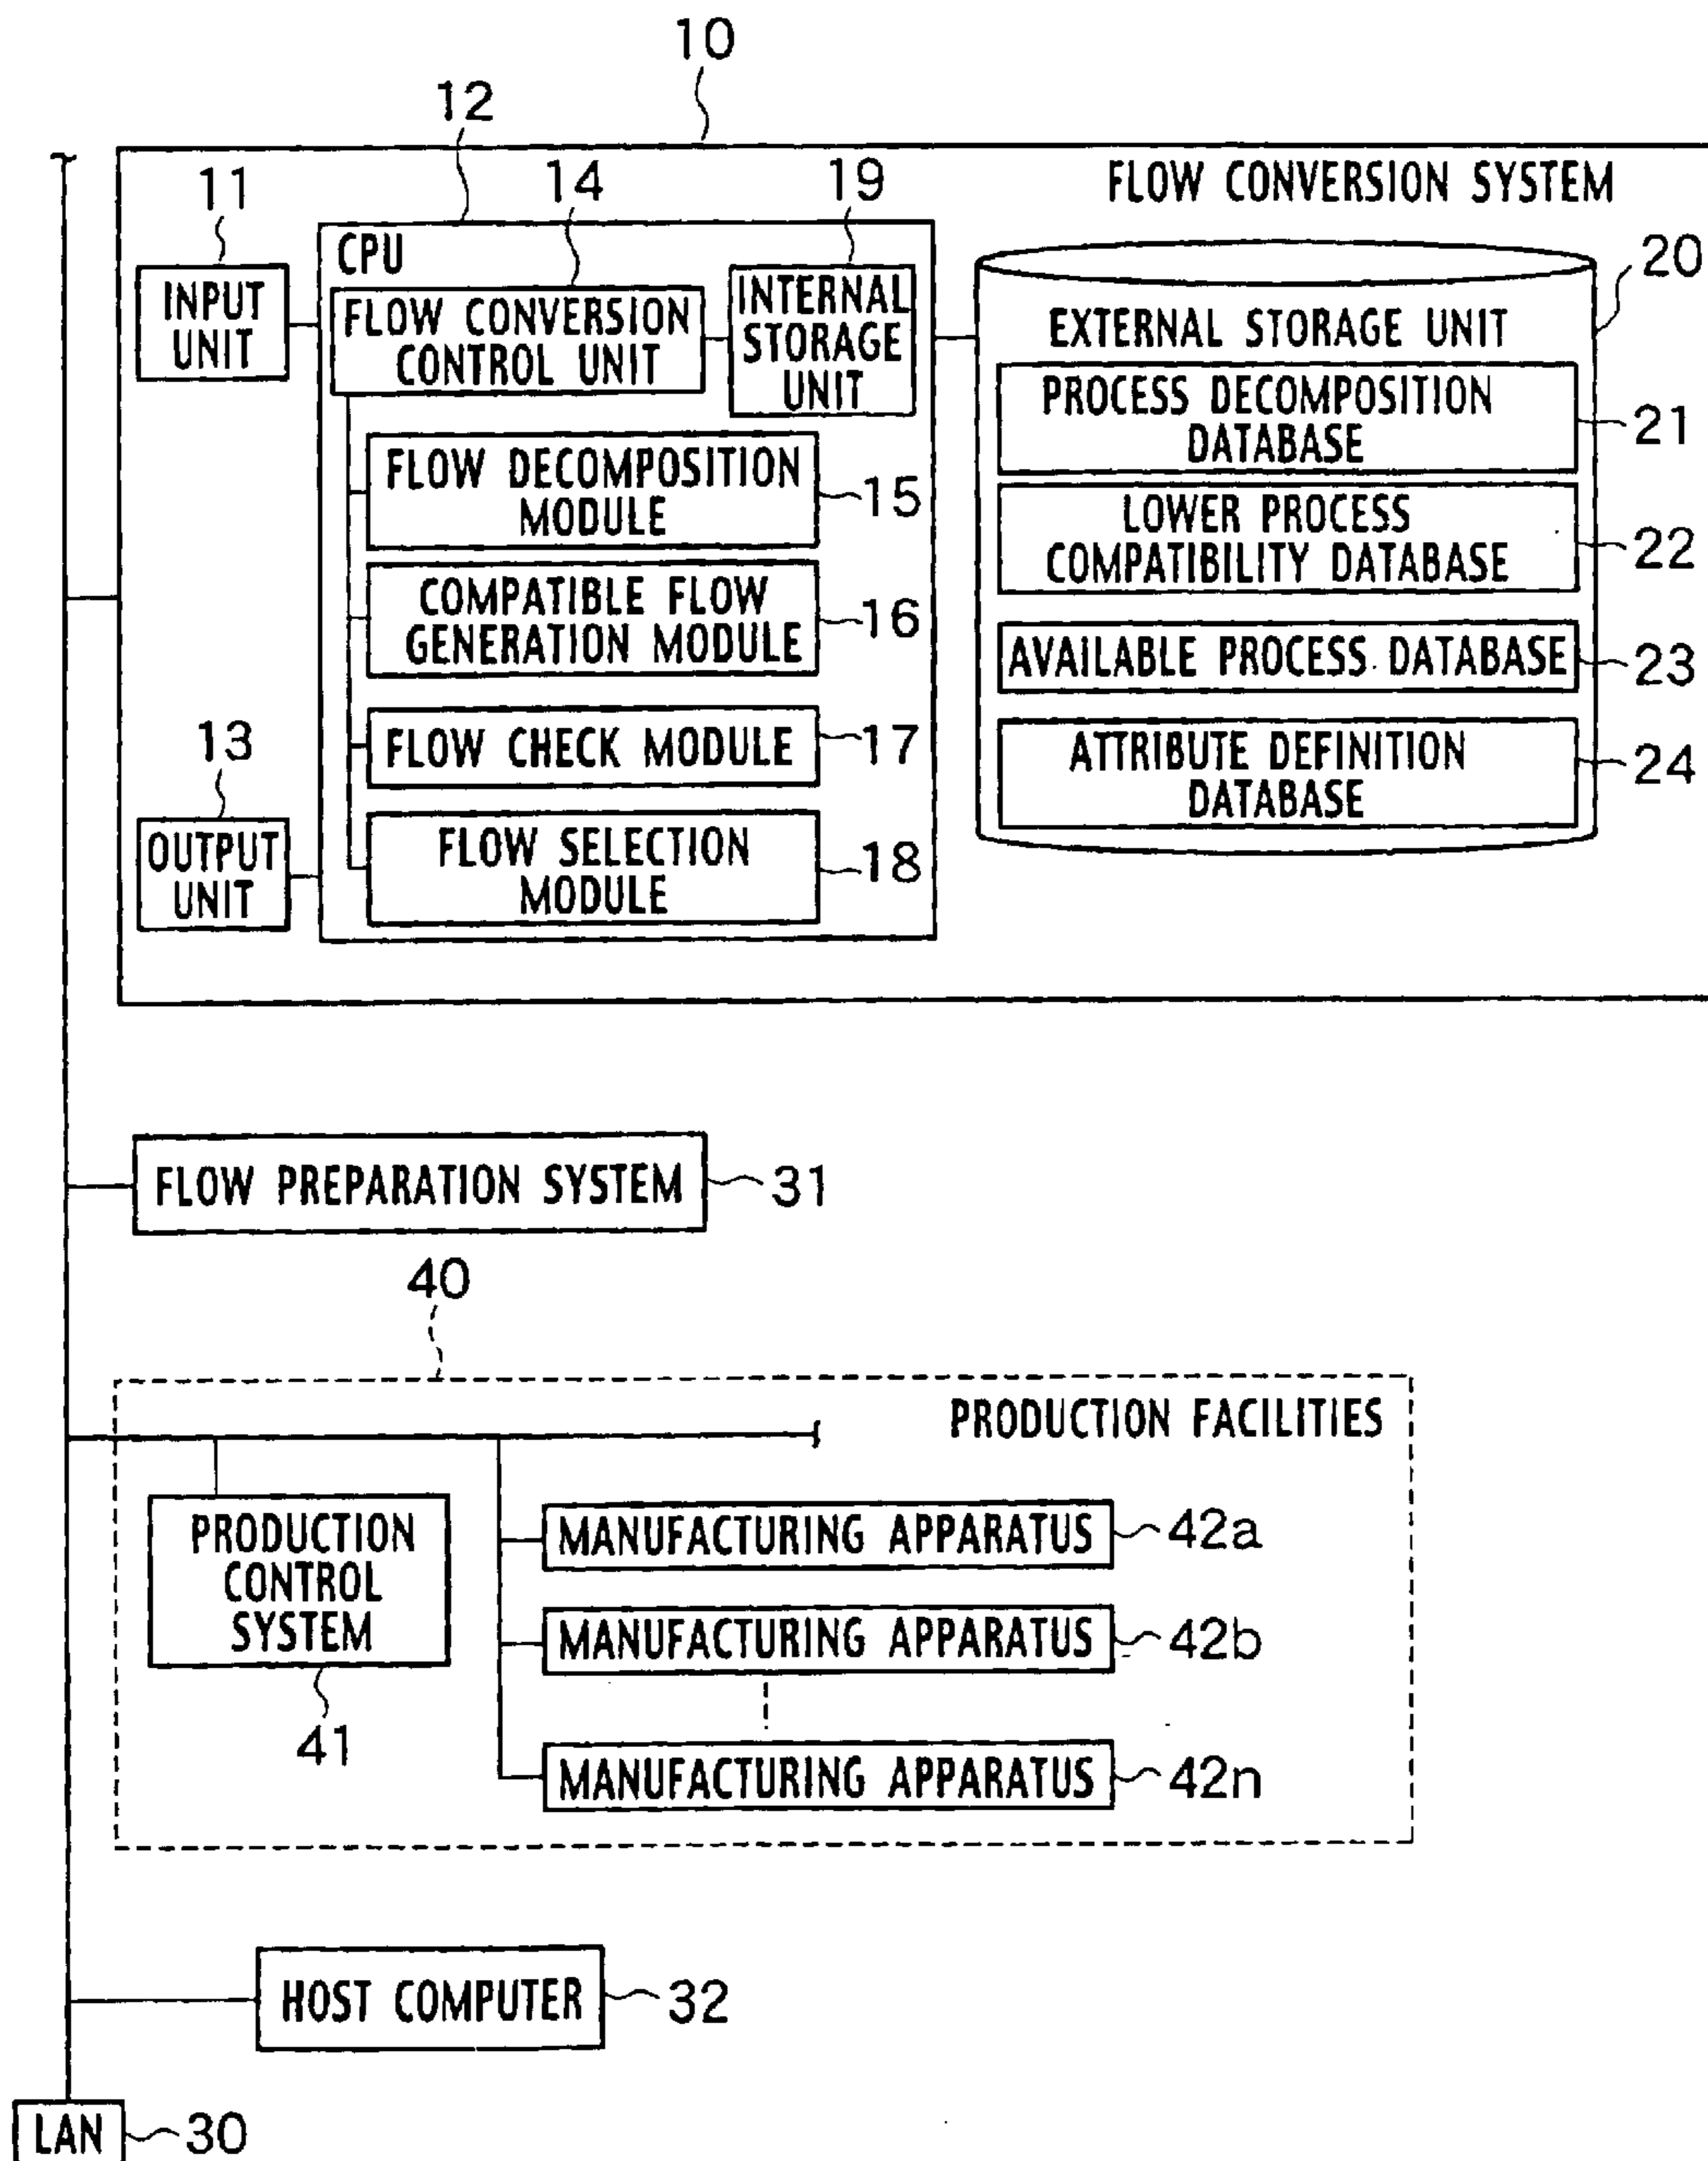 10
12
14
19
11
FLOW CONVERSION SYSTEM
20
CPU
INPUT
UNIT
FLOW CONVERSION
CONTROL UNIT
INTERNAL
STORAGE
UNIT
EXTERNAL STORAGE UNIT
PROCESS DECOMPOSITION
DATABASE
21
FLOW DECOMPOSITION
MODULE
15
LOWER PROCESS
COMPATIBILITY DATABASE
22
COMPATIBLE FLOW
GENERATION MODULE
16
AVAILABLE PROCESS DATABASE
23
13
FLOW CHECK MODULE
17
ATTRIBUTE DEFINITION
DATABASE
24
OUTPUT
UNIT
FLOW SELECTION
MODULE
18
FLOW PREPARATION SYSTEM
31
40
PRODUCTION FACILITIES
PRODUCTION
CONTROL
SYSTEM
41
MANUFACTURING APPARATUS
42a
MANUFACTURING APPARATUS
42b
MANUFACTURING APPARATUS
42n
HOST COMPUTER
32
LAN
30